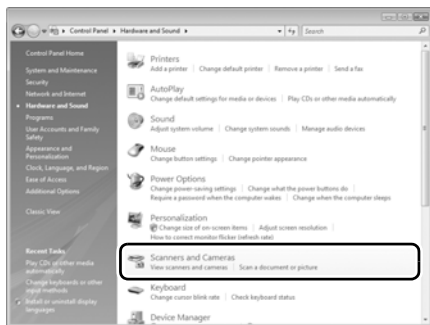 Control Panel ▸ Hardware and Sound ▸
Search
Control Panel Home
System and Maintenance
Security
Network and Internet
Hardware and Sound
Programs
User Accounts and Family
Safety
Appearance and
Personalization
Clock, Language, and Region
Ease of Access
Additional Options
Classic View
Recent Tasks
Play CDs or other media
automatically
Change keyboards or other
input methods
Install or uninstall display
languages
Printers
Add a printer | Change default printer | Remove a printer | Send a fax
AutoPlay
Change default settings for media or devices | Play CDs or other media automatically
Sound
Adjust system volume | Change system sounds | Manage audio devices
Mouse
Change button settings | Change pointer appearance
Power Options
Change power-saving settings | Change what the power buttons do |
Require a password when the computer wakes | Change when the computer sleeps
Personalization
Change size of on-screen items | Adjust screen resolution |
How to correct monitor flicker (refresh rate)
Scanners and Cameras
View scanners and cameras | Scan a document or picture
Keyboard
Change cursor blink rate | Check keyboard status
Device Manager